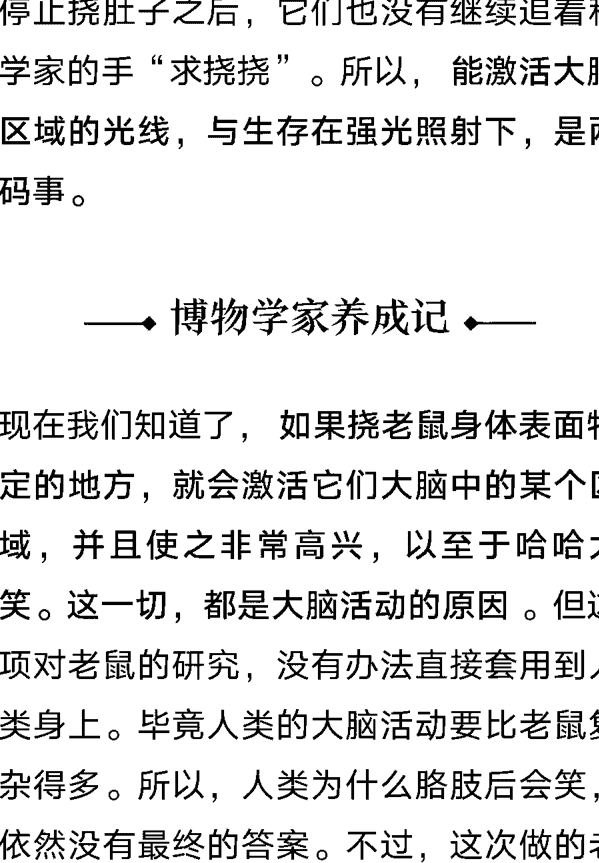 停止挠肚子之后，它们也没有继续追着
学家的手“求挠挠”。所以，能激活大
区域的光线，与生存在强光照射下，是
码事。
博物学家养成记
现在我们知道了，如果挠老鼠身体表面
定的地方，就会激活它们大脑中的某个
域，并且使之非常高兴，以至于哈哈
笑。这一切，都是大脑活动的原因。但
项对老鼠的研究，没有办法直接套用到
类身上。毕竟人类的大脑活动要比老鼠
杂得多。所以，人类为什么胳肢后会笑，
依然没有最终的答案。不过，这次做的